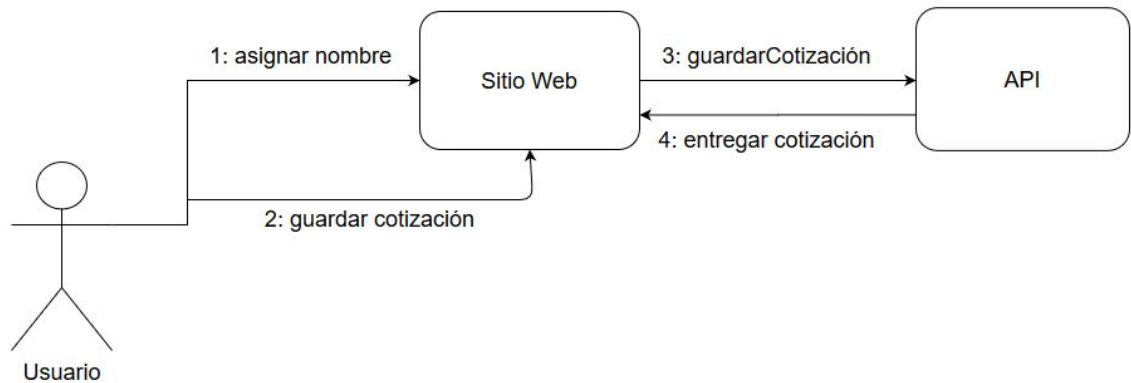 1: asignar nombre
Sitio Web
3: guardarCotización
API
4: entregar cotización
2: guardar cotización
Usuario